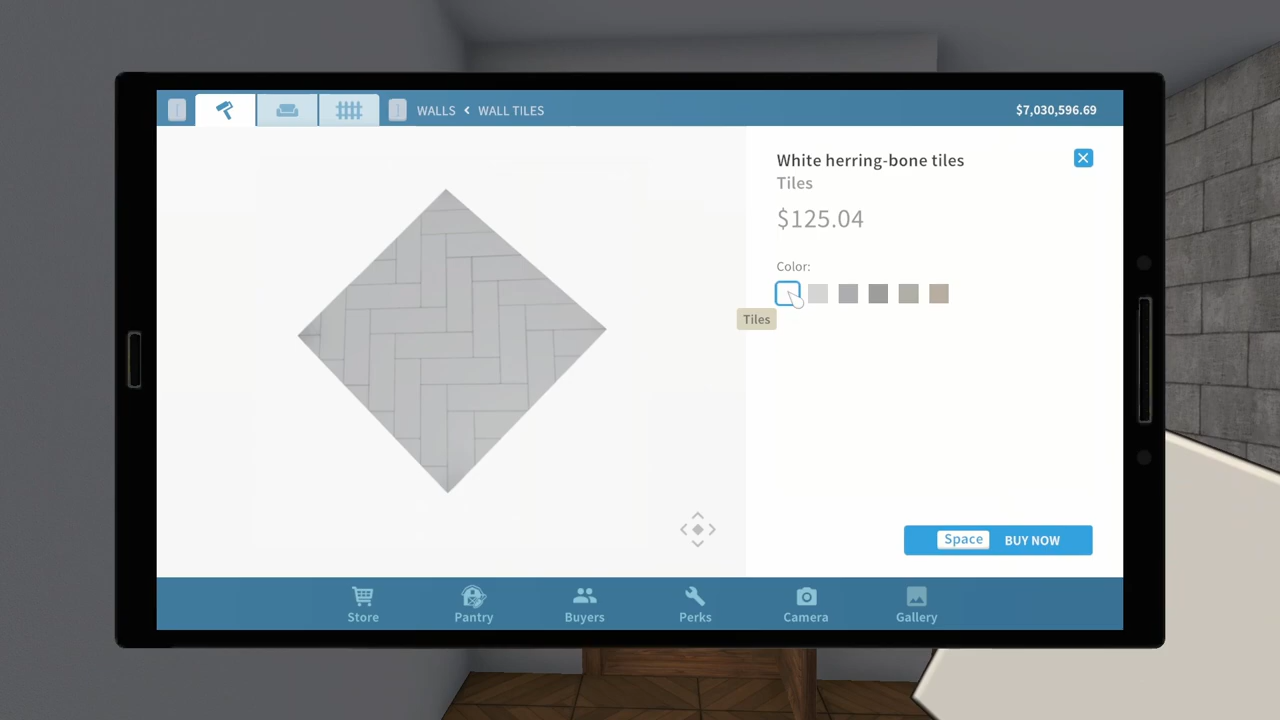 WALLS < WALL TILES
$7,030,596.69
White herring-bone tiles
Tiles
$125.04
Color:
Tiles
Space BUY NOW
Store Pantry Buyers Perks Camera Gallery